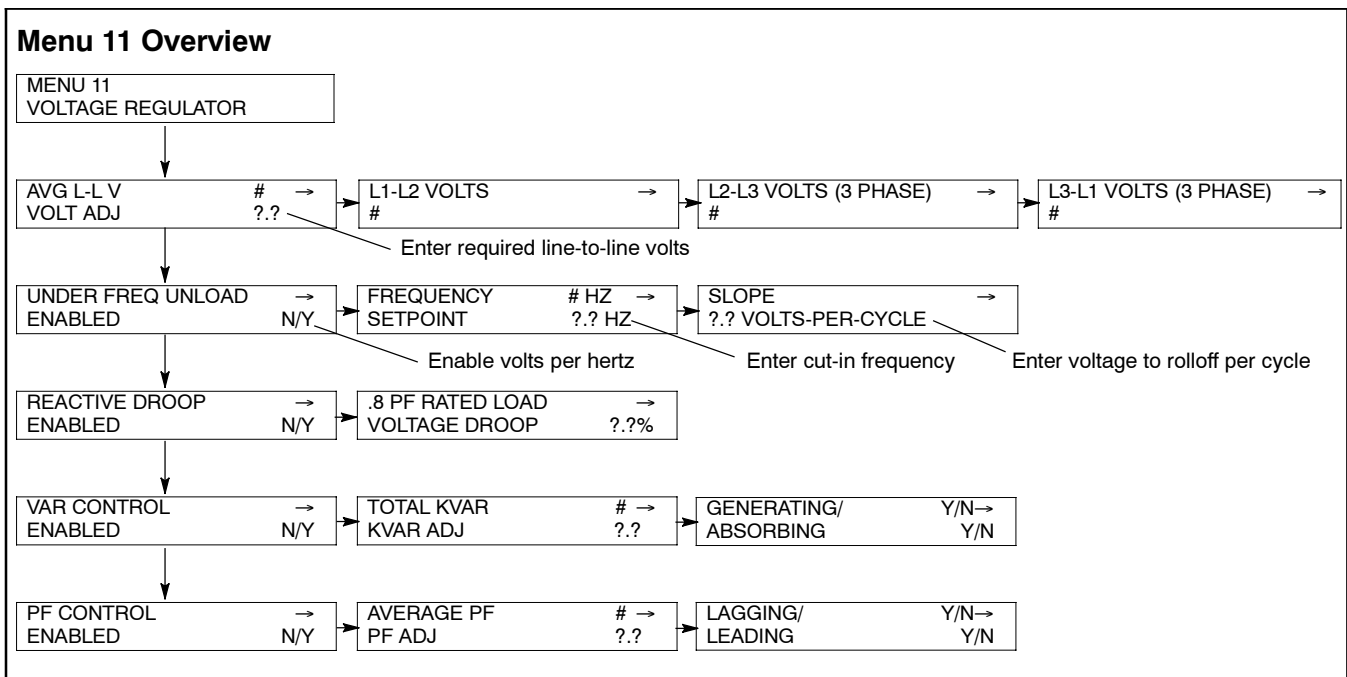 Menu 11 Overview
MENU 11
VOLTAGE REGULATOR
AVG L-L V # →
VOLT ADJ ?.?
L1-L2 VOLTS →
#
L2-L3 VOLTS (3 PHASE) →
#
L3-L1 VOLTS (3 PHASE) →
#
Enter required line-to-line volts
UNDER FREQ UNLOAD →
ENABLED N/Y
FREQUENCY # HZ →
SETPOINT ?.? HZ
SLOPE →
?.? VOLTS-PER-CYCLE
Enable volts per hertz
Enter cut-in frequency
Enter voltage to rolloff per cycle
REACTIVE DROOP →
ENABLED N/Y
.8 PF RATED LOAD →
VOLTAGE DROOP ?.?%
VAR CONTROL →
ENABLED N/Y
TOTAL KVAR # →
KVAR ADJ ?.?
GENERATING/ Y/N→
ABSORBING Y/N
PF CONTROL →
ENABLED N/Y
AVERAGE PF # →
PF ADJ ?.?
LAGGING/ Y/N→
LEADING Y/N